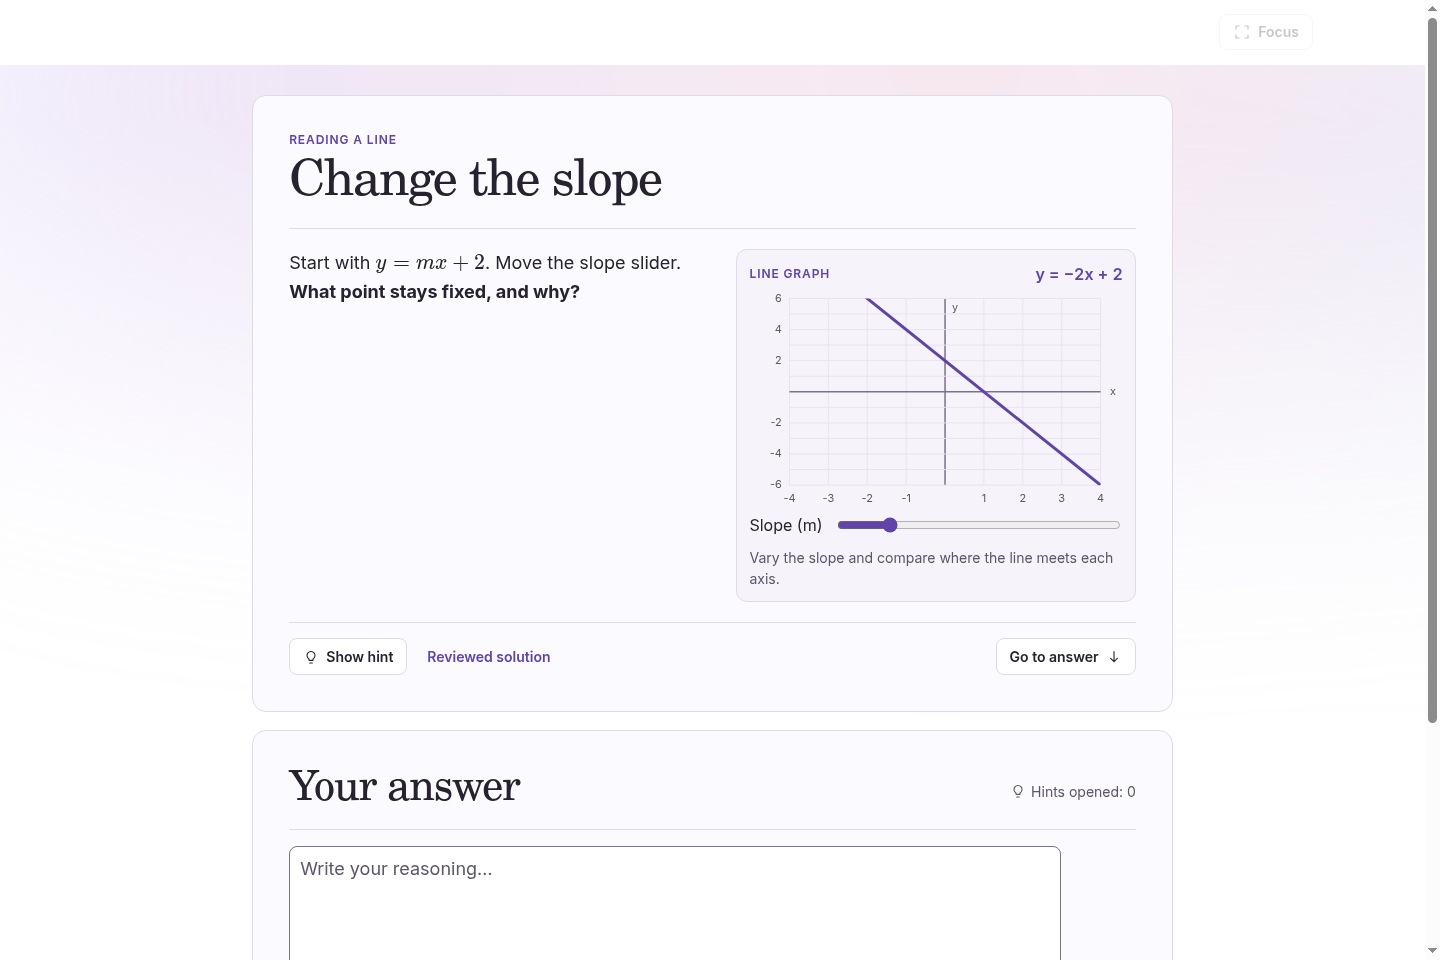 Focus
READING A LINE
Change the slope
Start with y = mx + 2. Move the slope slider.
What point stays fixed, and why?
LINE GRAPH
y = −2x + 2
6
y
4
2
x
-2
-4
-6
-4 -3 -2 -1 1 2 3 4
Slope (m)
Vary the slope and compare where the line meets each
axis.
Show hint
Reviewed solution
Go to answer
Your answer
Hints opened: 0
Write your reasoning...